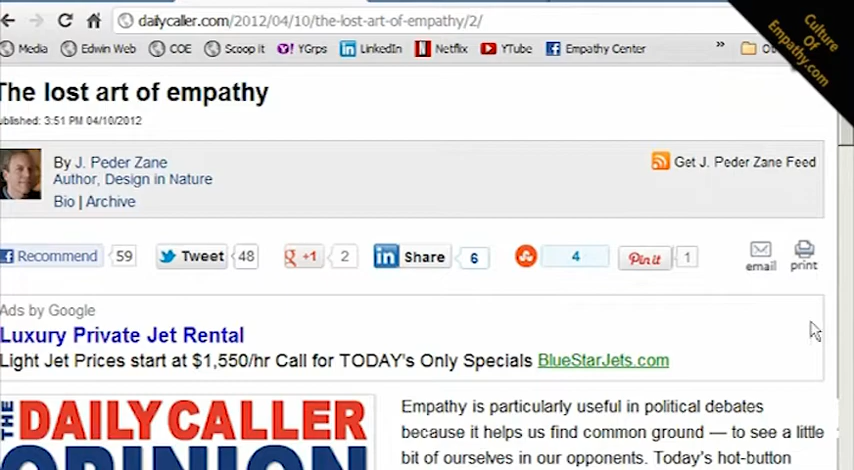 dailycaller.com/2012/04/10/the-lost-art-of-empathy/2/
Culture
Of
Empathy.com
Media Edwin Web COE Scoop it YGrps LinkedIn Netflix YTube Empathy Center »
The lost art of empathy
ublished: 3:51 PM 04/10/2012
By J. Peder Zane
Author, Design in Nature
Bio | Archive
Get J. Peder Zane Feed
Recommend 59 Tweet 48 +1 2 Share 6 4 Pin it 1 email print
Ads by Google
Luxury Private Jet Rental
Light Jet Prices start at $1,550/hr Call for TODAY's Only Specials BlueStarJets.com
THE DAILY CALLER
OPINION
Empathy is particularly useful in political debates
because it helps us find common ground — to see a little
bit of ourselves in our opponents. Today's hot-button